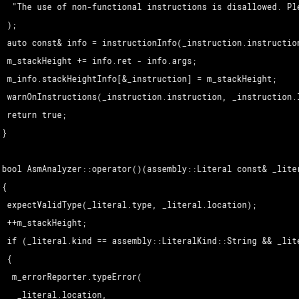 "The use of non-functional instructions is disallowed.
);
auto const& info = instructionInfo(_instruction.instruction
m_stackHeight += info.ret - info.args;
m_info.stackHeightInfo[&_instruction] = m_stackHeight;
warnOnInstructions(_instruction.instruction, _instruction.
return true;
}
bool AsmAnalyzer::operator()(assembly::Literal const& _liter
{
expectValidType(_literal.type, _literal.location);
++m_stackHeight;
if (_literal.kind == assembly::LiteralKind::String && _lite
{
m_errorReporter.typeError(
_literal.location,